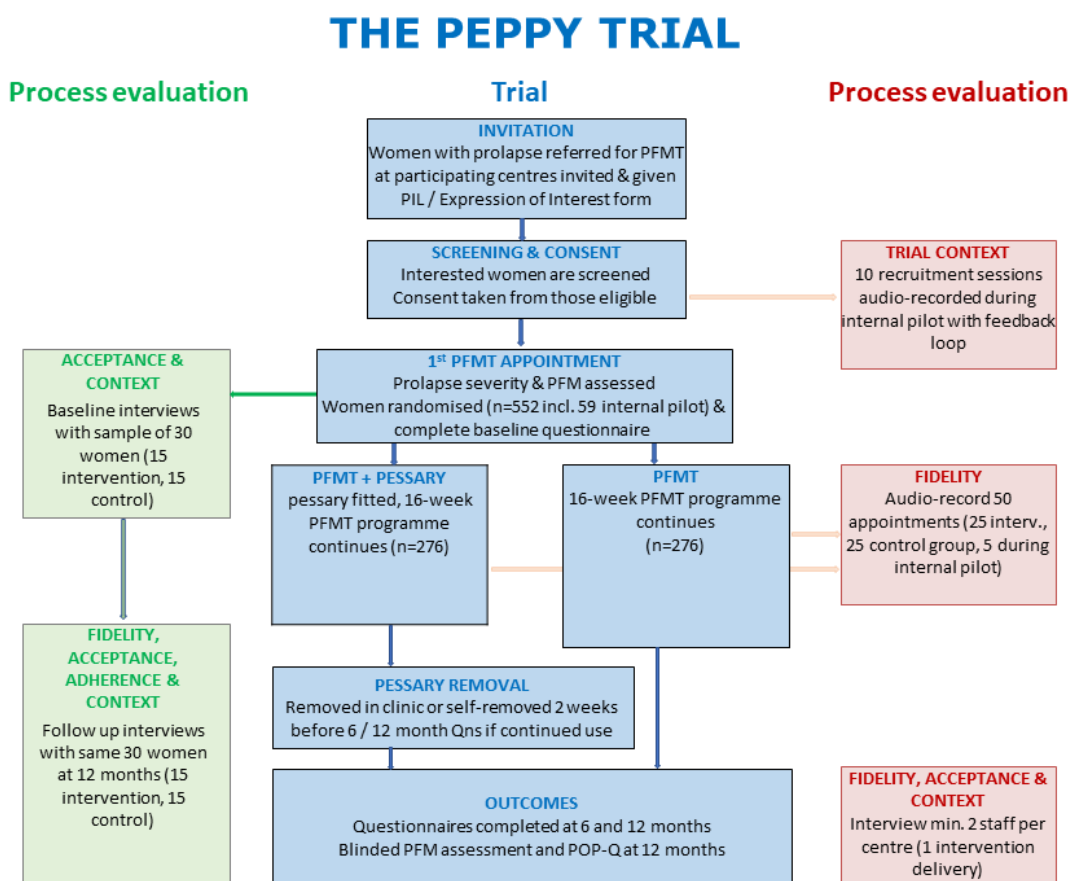 THE PEPPY TRIAL
Process evaluation
Trial
Process evaluation
INVITATION
Women with prolapse referred for PFMT
at participating centres invited & given
PIL / Expression of Interest form
SCREENING & CONSENT
Interested women are screened
Consent taken from those eligible
TRIAL CONTEXT
10 recruitment sessions
audio-recorded during
internal pilot with feedback
loop
ACCEPTANCE &
CONTEXT
Baseline interviews
with sample of 30
women (15
intervention, 15
control)
1st PFMT APPOINTMENT
Prolapse severity & PFM assessed
Women randomised (n=552 incl. 59 internal pilot) &
complete baseline questionnaire
PFMT + PESSARY
pessary fitted, 16-week
PFMT programme
continues (n=276)
PFMT
16-week PFMT programme
continues
(n=276)
FIDELITY
Audio-record 50
appointments (25 interv.,
25 control group, 5 during
internal pilot)
FIDELITY,
ACCEPTANCE,
ADHERENCE &
CONTEXT
Follow up interviews
with same 30 women
at 12 months (15
intervention, 15
control)
PESSARY REMOVAL
Removed in clinic or self-removed 2 weeks
before 6 / 12 month Qns if continued use
OUTCOMES
Questionnaires completed at 6 and 12 months
Blinded PFM assessment and POP-Q at 12 months
FIDELITY, ACCEPTANCE &
CONTEXT
Interview min. 2 staff per
centre (1 intervention
delivery)